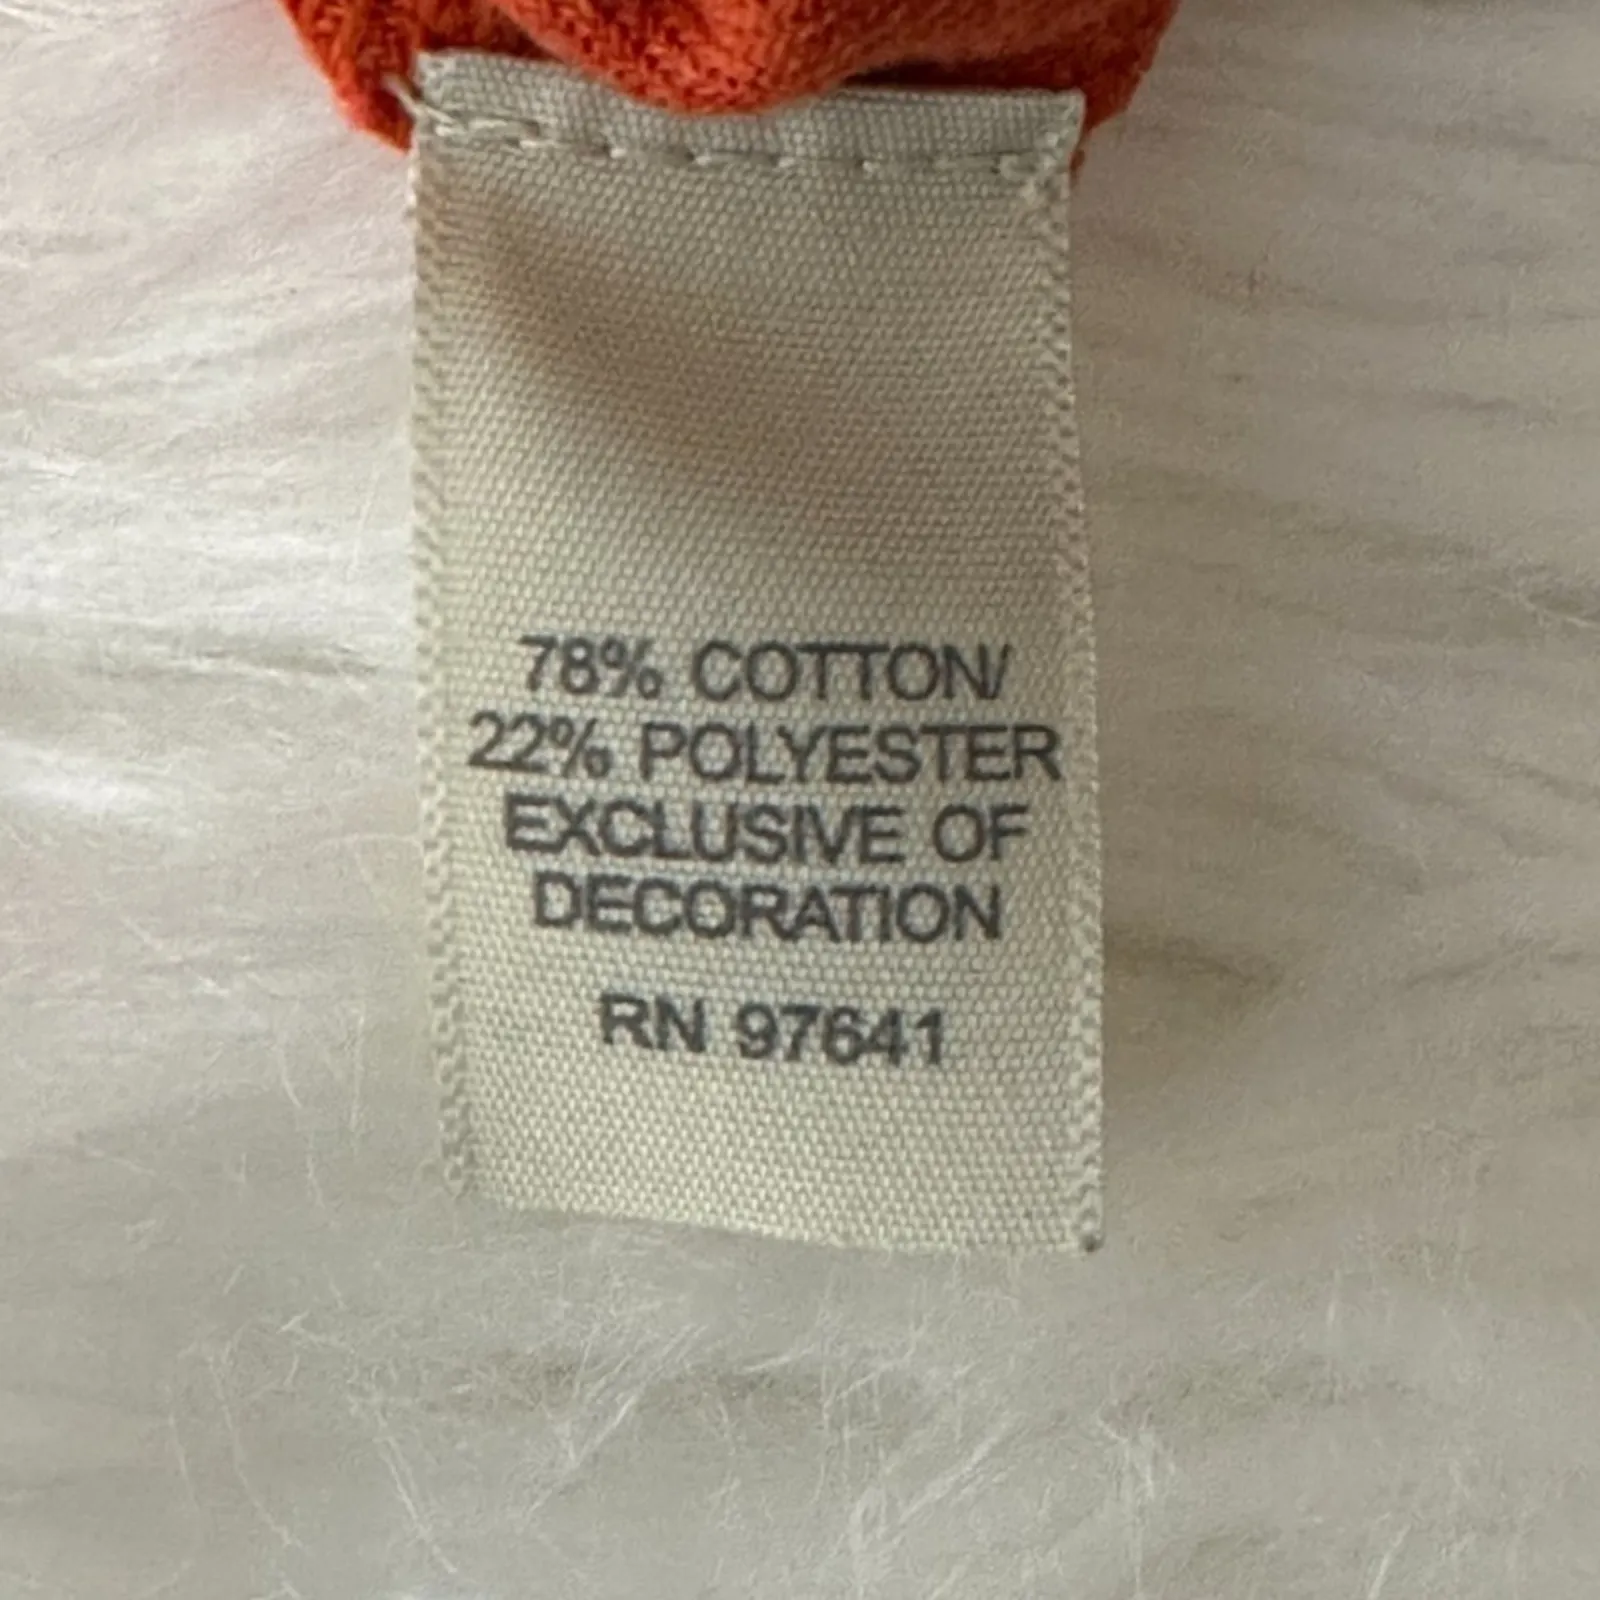 78% COTTON/
22% POLYESTER
EXCLUSIVE OF
DECORATION
RN 97641